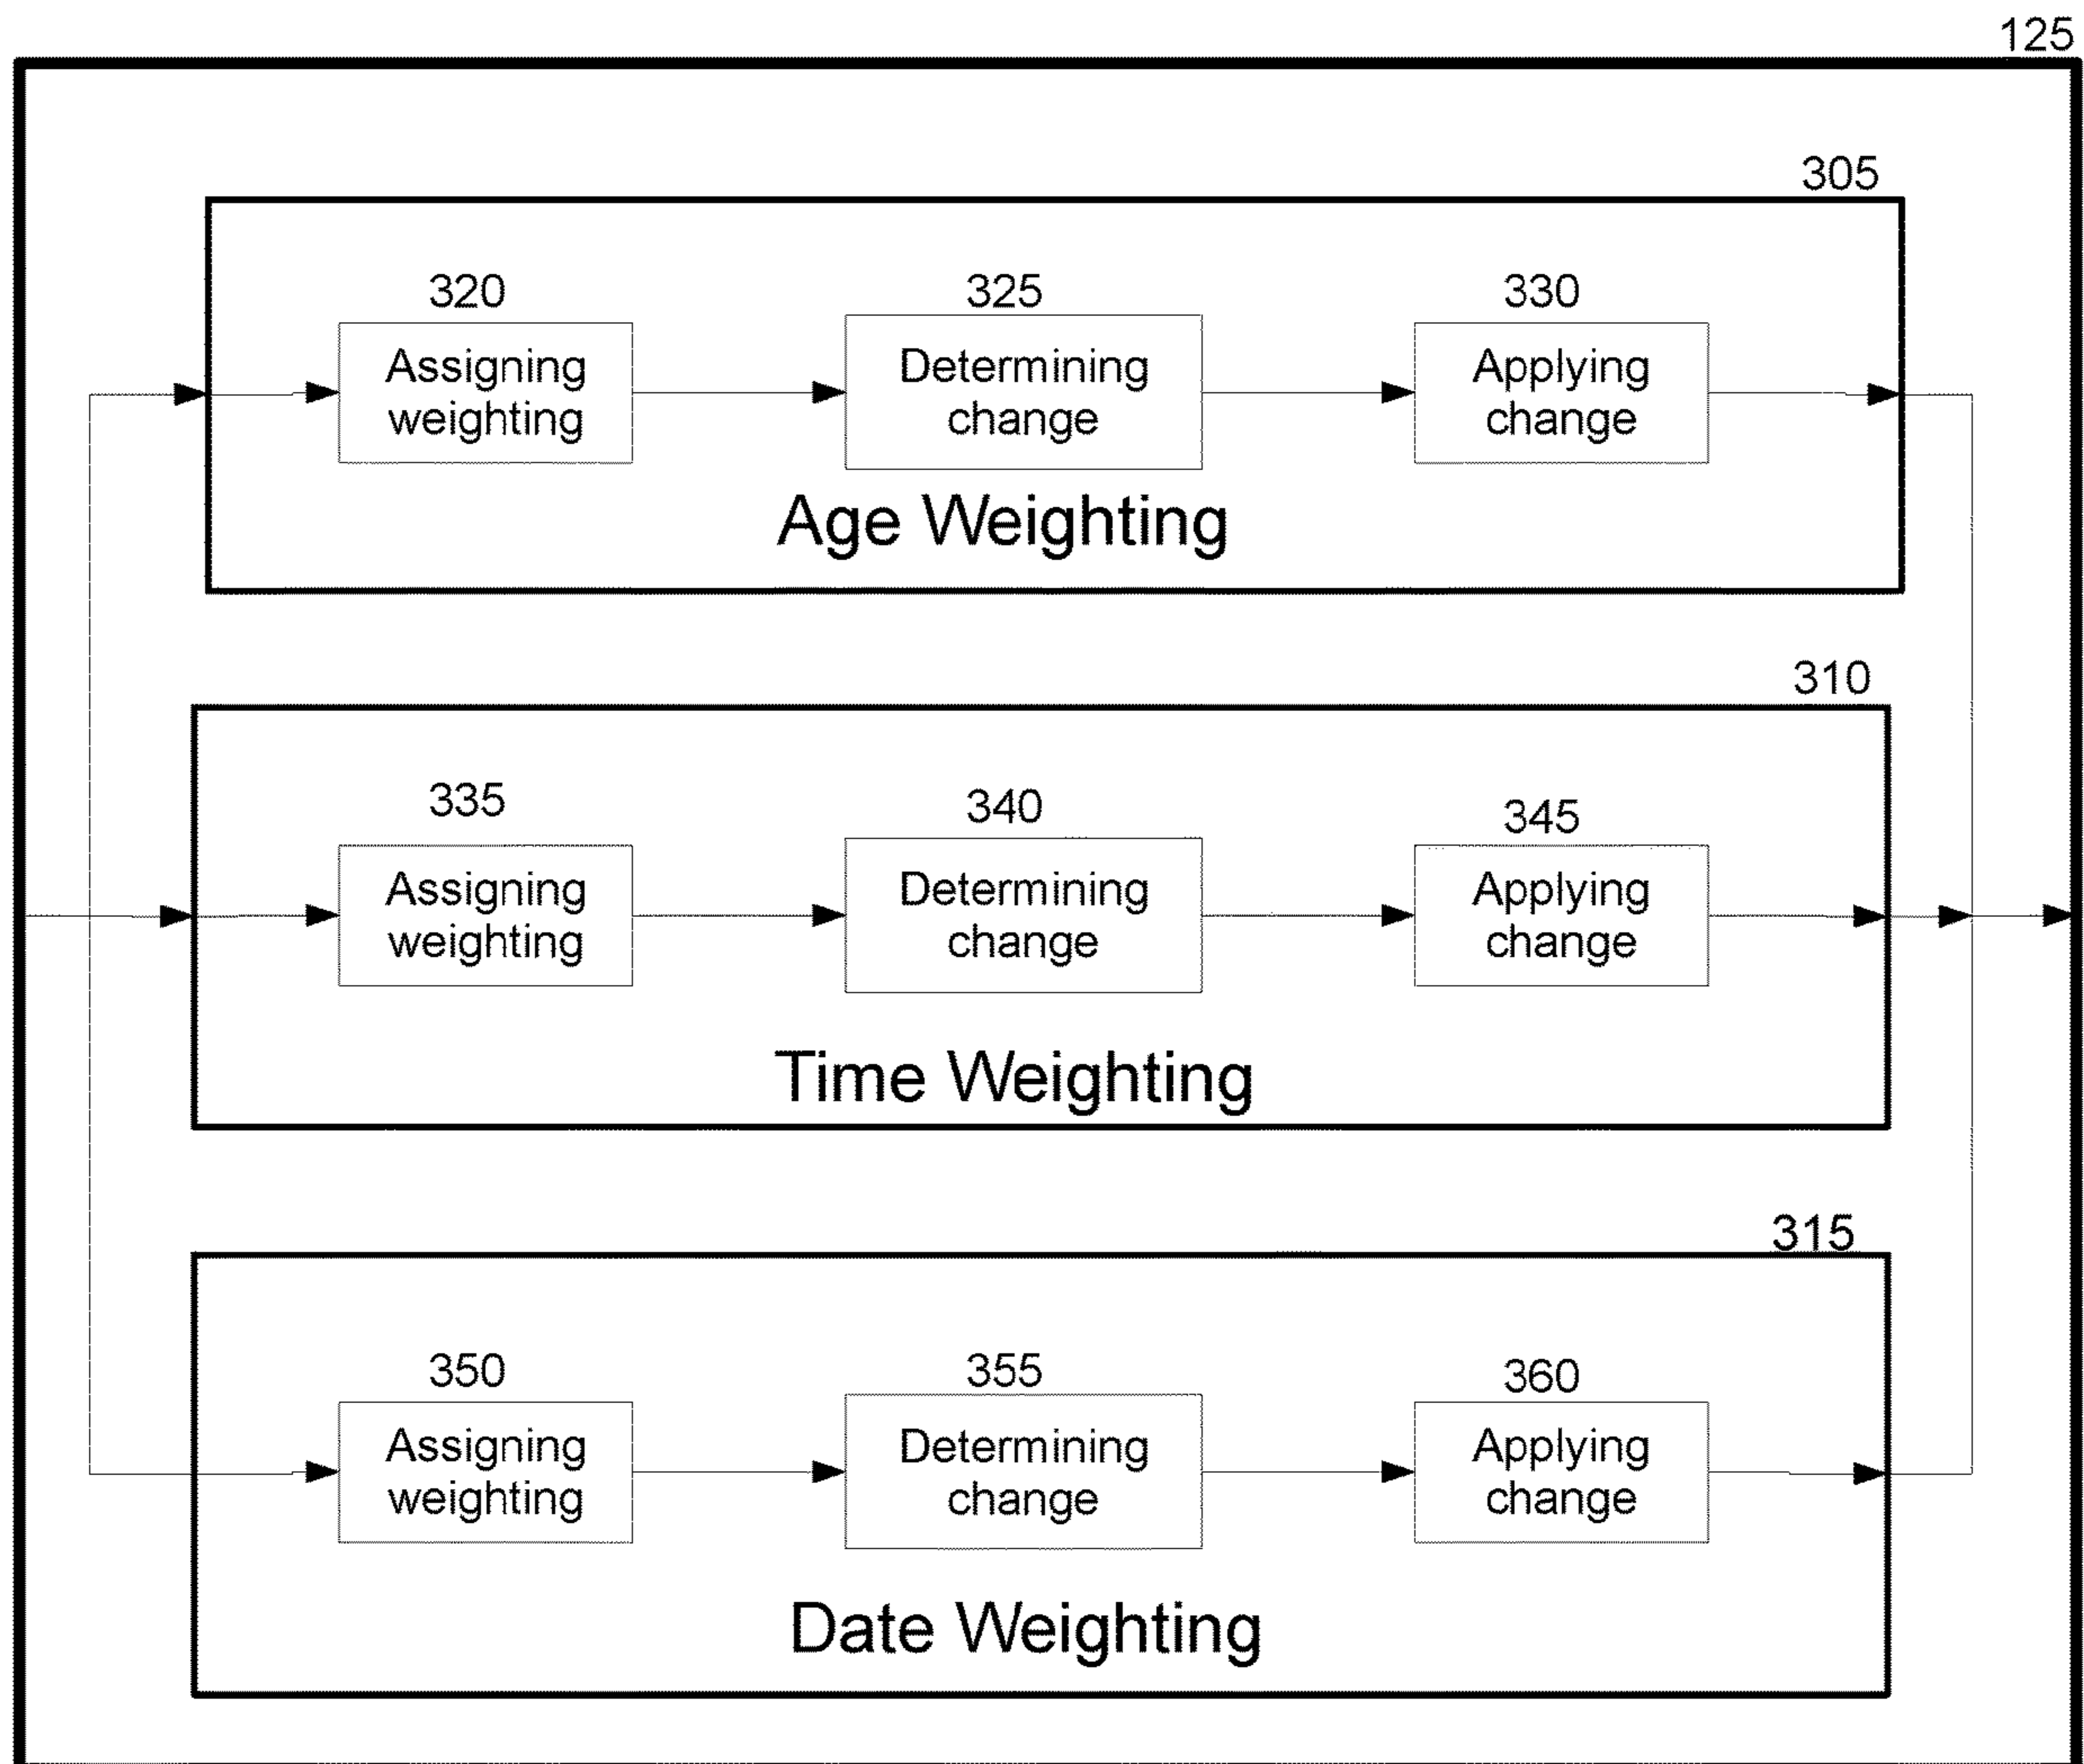 125
305
320
325
330
Assigning
weighting
Determining
change
Applying
change
Age Weighting
310
335
340
345
Assigning
weighting
Determining
change
Applying
change
Time Weighting
315
350
355
360
Assigning
weighting
Determining
change
Applying
change
Date Weighting